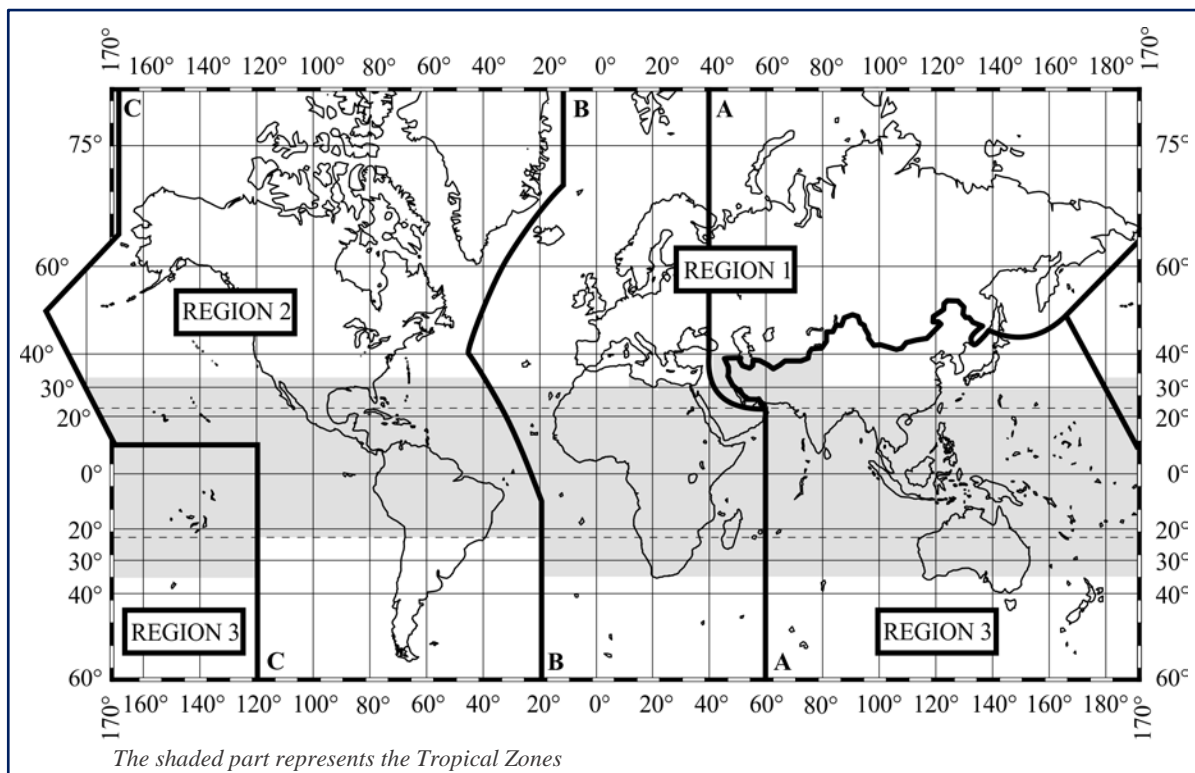 170° 160° 140° 120° 100° 80° 60° 40° 20° 0° 20° 40° 60° 80° 100° 120° 140° 160° 180° 170°
C B A
75° 75°
60° 60°
REGION 1
REGION 2
40° 40°
30° 30°
20° 20°
0° 0°
20° 20°
30° 30°
40° 40°
REGION 3 REGION 3
C B A
60° 60°
170° 160° 140° 120° 100° 80° 60° 40° 20° 0° 20° 40° 60° 80° 100° 120° 140° 160° 180° 170°
The shaded part represents the Tropical Zones